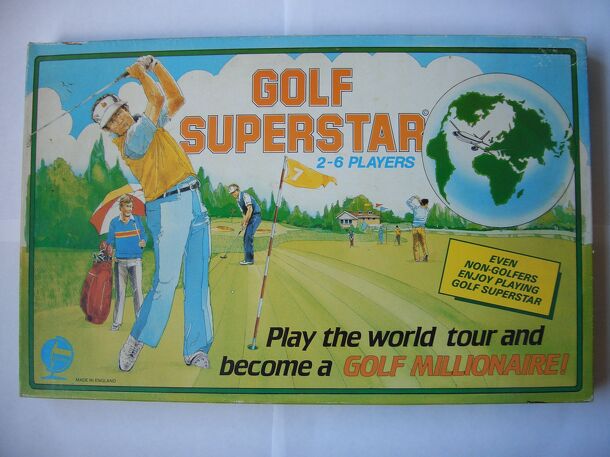 GOLF
SUPERSTAR©
2-6 PLAYERS
7
EVEN
NON-GOLFERS
ENJOY PLAYING
GOLF SUPERSTAR
Play the world tour and
become a GOLF MILLIONAIRE!
MADE IN ENGLAND